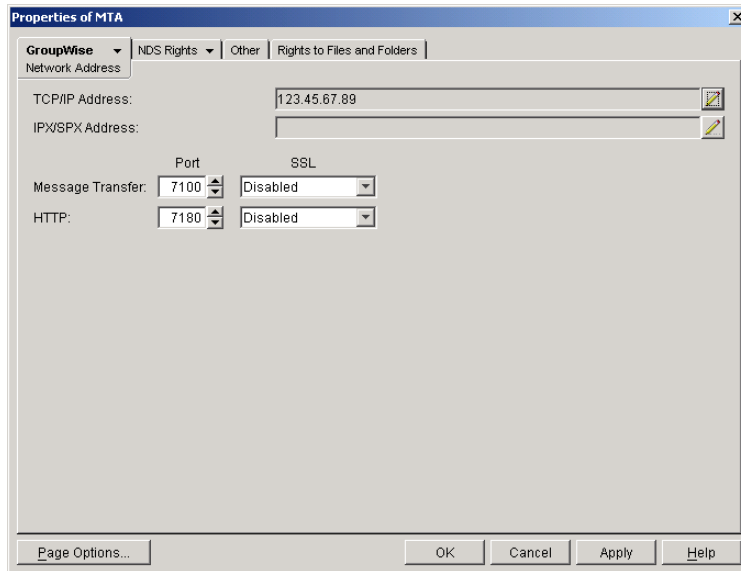 Properties of MTA
GroupWise NDS Rights Other Rights to Files and Folders
Network Address
TCP/IP Address: 123.45.67.89
IPX/SPX Address:
Port SSL
Message Transfer: 7100 Disabled
HTTP: 7180 Disabled
Page Options... OK Cancel Apply Help